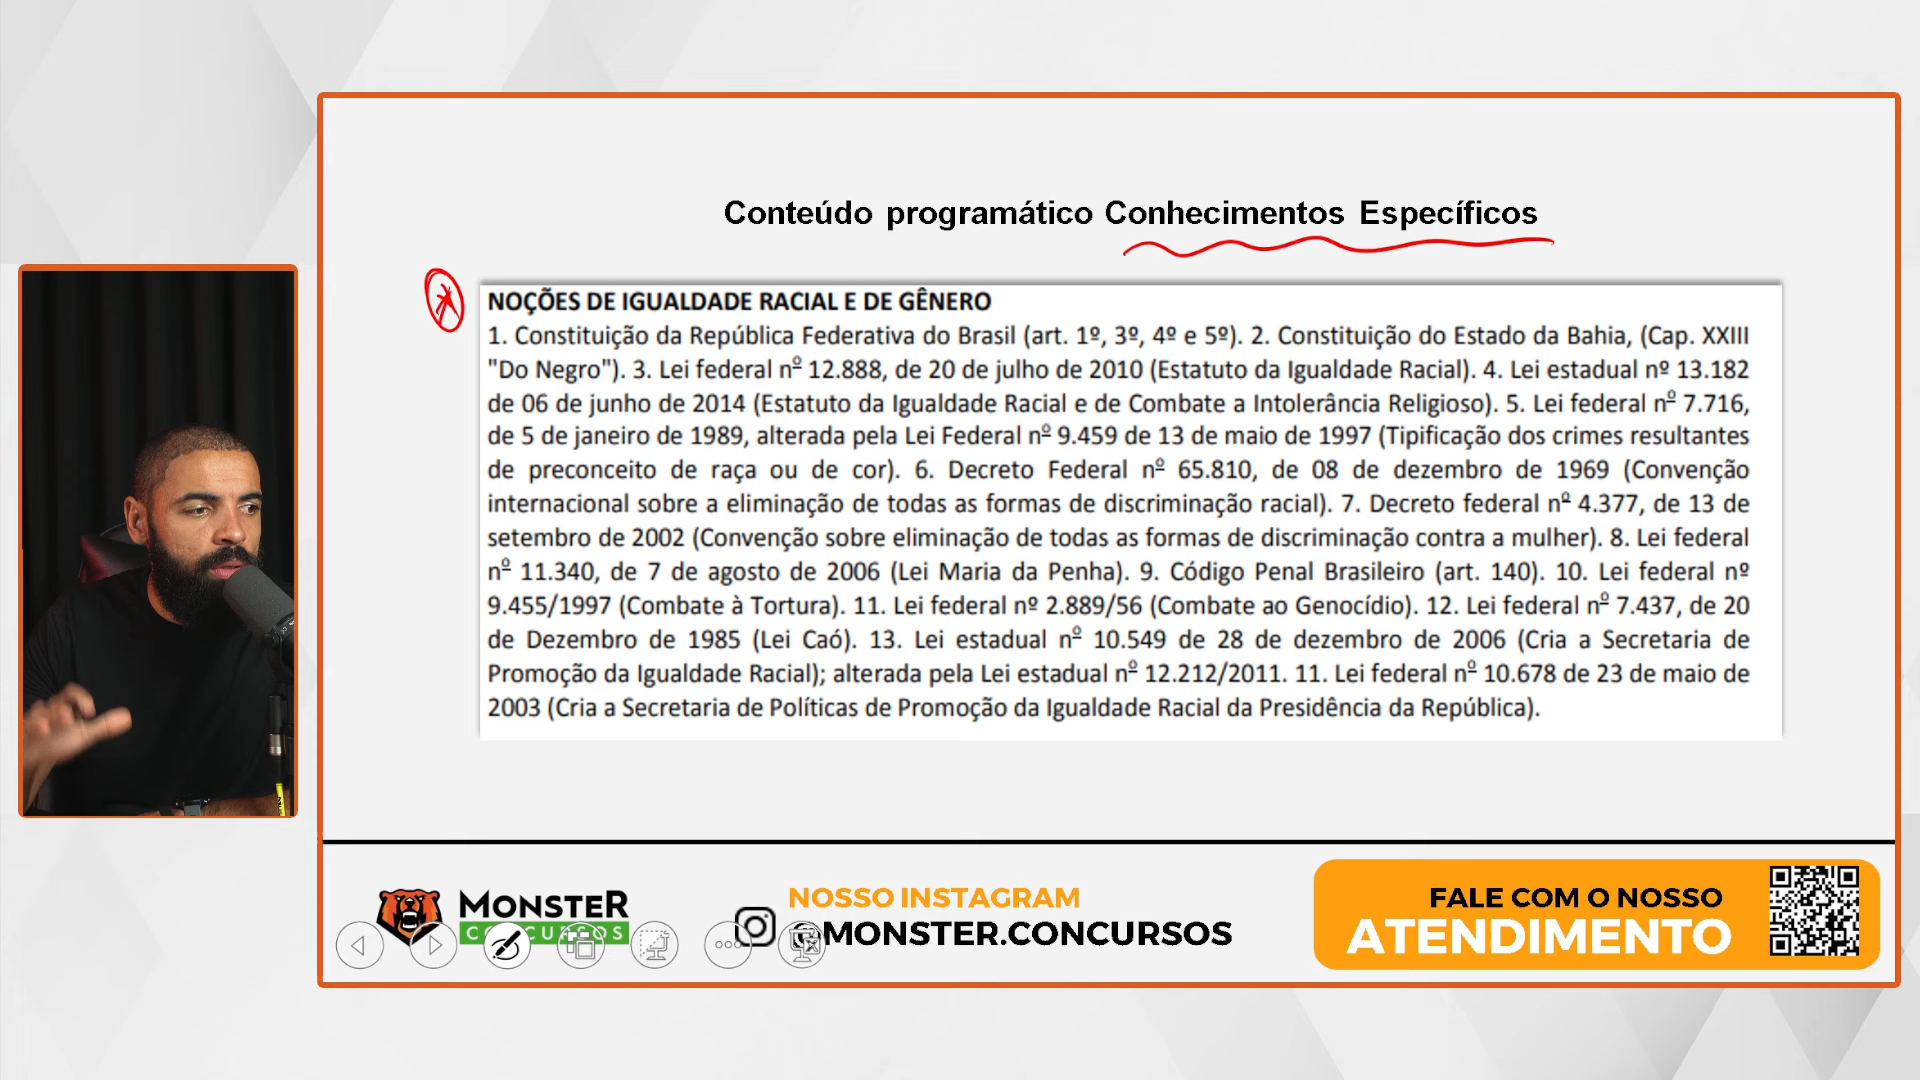 Conteúdo programático Conhecimentos Específicos
NOÇÕES DE IGUALDADE RACIAL E DE GÊNERO
1. Constituição da República Federativa do Brasil (art. 1º, 3º, 4º e 5º). 2. Constituição do Estado da Bahia, (Cap. XXIII
"Do Negro"). 3. Lei federal nº 12.888, de 20 de julho de 2010 (Estatuto da Igualdade Racial). 4. Lei estadual nº 13.182
de 06 de junho de 2014 (Estatuto da Igualdade Racial e de Combate a Intolerância Religioso). 5. Lei federal nº 7.716,
de 5 de janeiro de 1989, alterada pela Lei Federal nº 9.459 de 13 de maio de 1997 (Tipificação dos crimes resultantes
de preconceito de raça ou de cor). 6. Decreto Federal nº 65.810, de 08 de dezembro de 1969 (Convenção
internacional sobre a eliminação de todas as formas de discriminação racial). 7. Decreto federal nº 4.377, de 13 de
setembro de 2002 (Convenção sobre eliminação de todas as formas de discriminação contra a mulher). 8. Lei federal
nº 11.340, de 7 de agosto de 2006 (Lei Maria da Penha). 9. Código Penal Brasileiro (art. 140). 10. Lei federal nº
9.455/1997 (Combate à Tortura). 11. Lei federal nº 2.889/56 (Combate ao Genocídio). 12. Lei federal nº 7.437, de 20
de Dezembro de 1985 (Lei Caó). 13. Lei estadual nº 10.549 de 28 de dezembro de 2006 (Cria a Secretaria de
Promoção da Igualdade Racial); alterada pela Lei estadual nº 12.212/2011. 11. Lei federal nº 10.678 de 23 de maio de
2003 (Cria a Secretaria de Políticas de Promoção da Igualdade Racial da Presidência da República).
MONSTER
CONCURSOS
NOSSO INSTAGRAM
@MONSTER.CONCURSOS
FALE COM O NOSSO
ATENDIMENTO